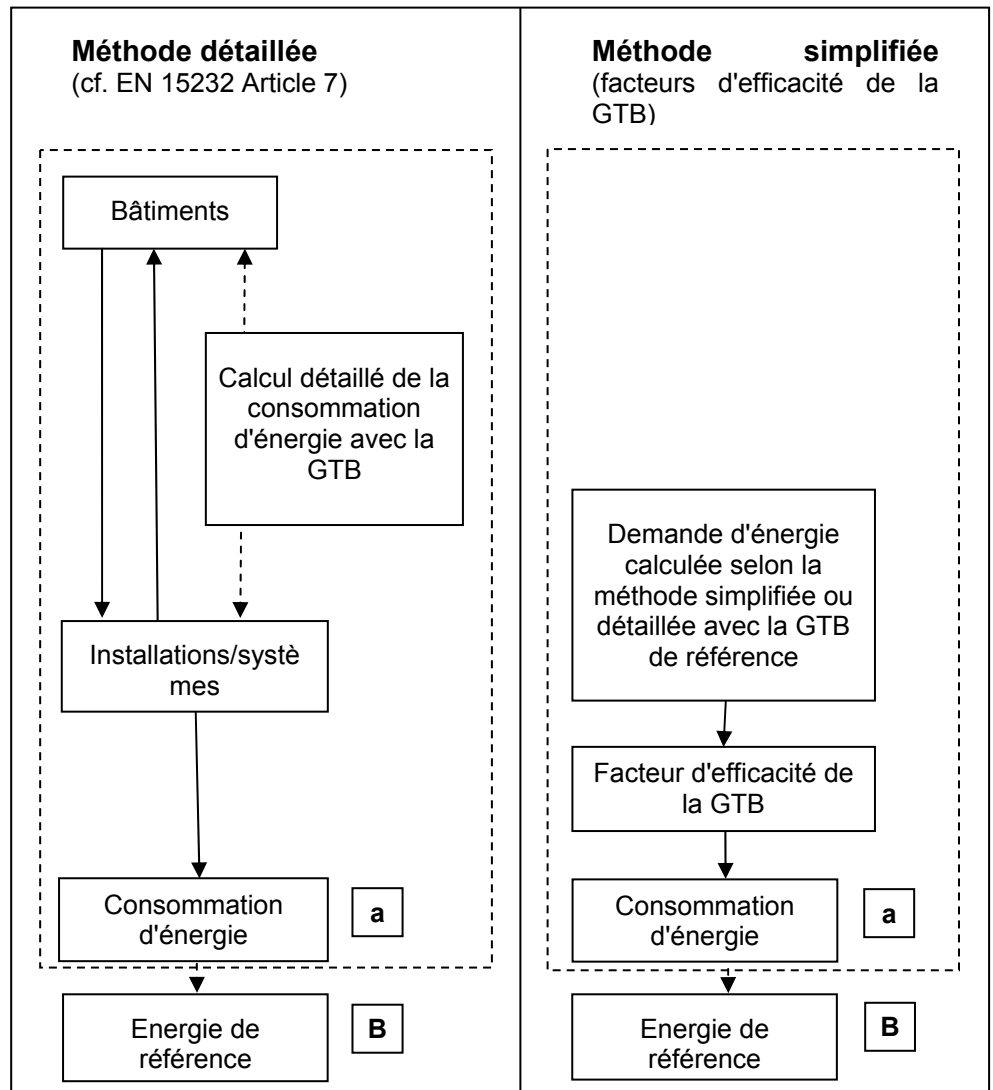 Méthode détaillée
(cf. EN 15232 Article 7)
Bâtiments
Calcul détaillé de la
consommation
d'énergie avec la
GTB
Installations/systè
mes
Consommation
d'énergie
a
Energie de
référence
B
Méthode simplifiée
(facteurs d'efficacité de la
GTB)
Demande d'énergie
calculée selon la
méthode simplifiée ou
détaillée avec la GTB
de référence
Facteur d'efficacité de
la GTB
Consommation
d'énergie
a
Energie de
référence
B